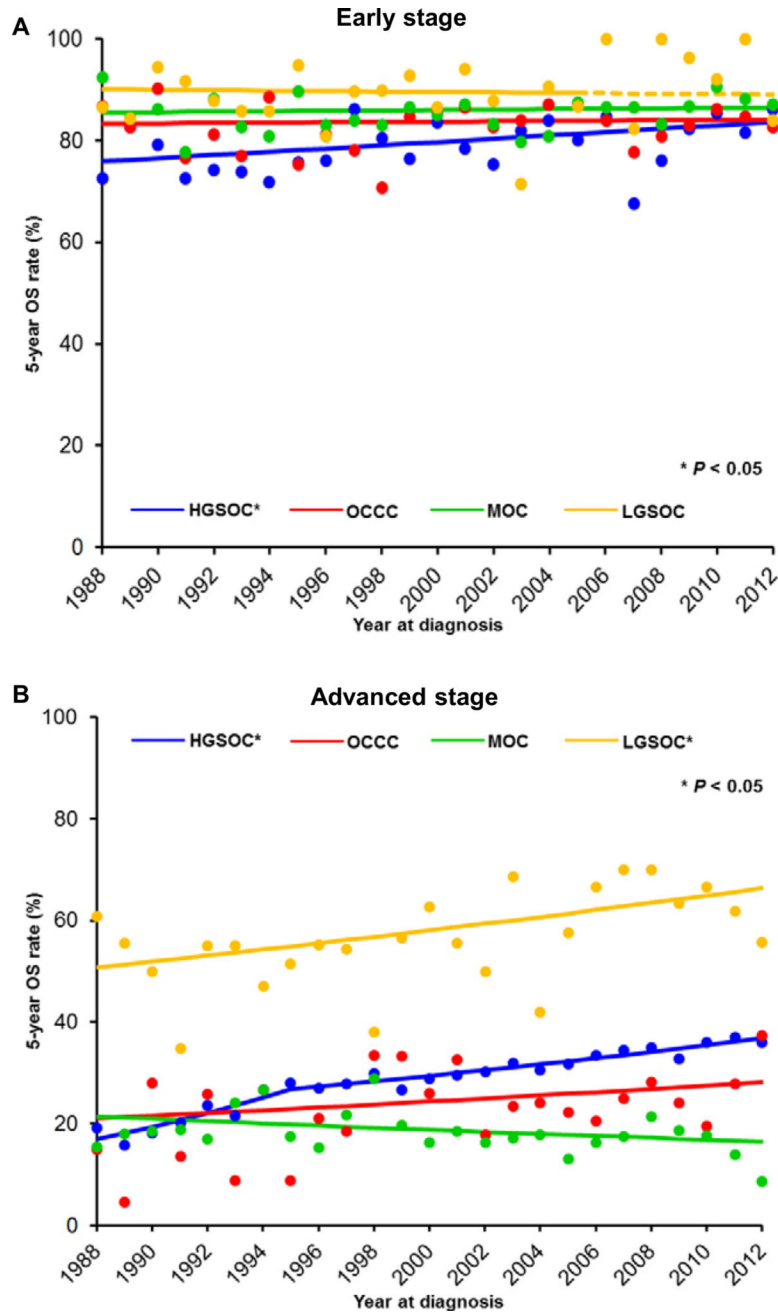 A
Early stage
100
80
60
40
20
0
5-year OS rate (%)
* P < 0.05
HGSOC* OCCC MOC LGSOC
1988 1990 1992 1994 1996 1998 2000 2002 2004 2006 2008 2010 2012
Year at diagnosis
B
Advanced stage
100
80
60
40
20
0
5-year OS rate (%)
HGSOC* OCCC MOC LGSOC*
* P < 0.05
1988 1990 1992 1994 1996 1998 2000 2002 2004 2006 2008 2010 2012
Year at diagnosis